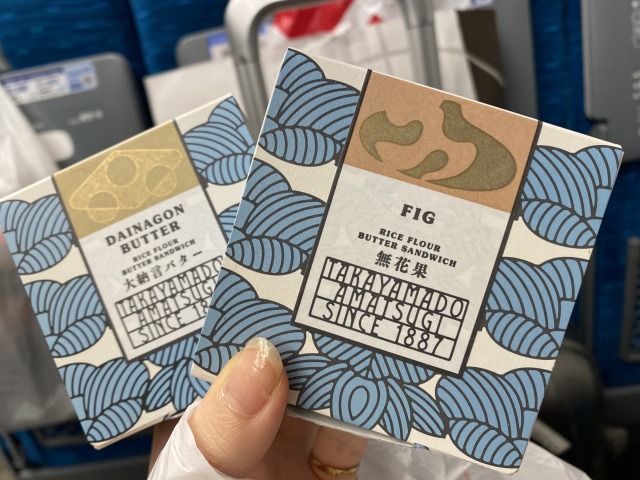 DAINAGON
BUTTER
RICE FLOUR
BUTTER SANDWICH
大納言バター
TAKAYAMADO
AMATSUGI
SINCE
FIG
RICE FLOUR
BUTTER SANDWICH
無花果
TAKAYAMADO
AMATSUGI
SINCE 1887